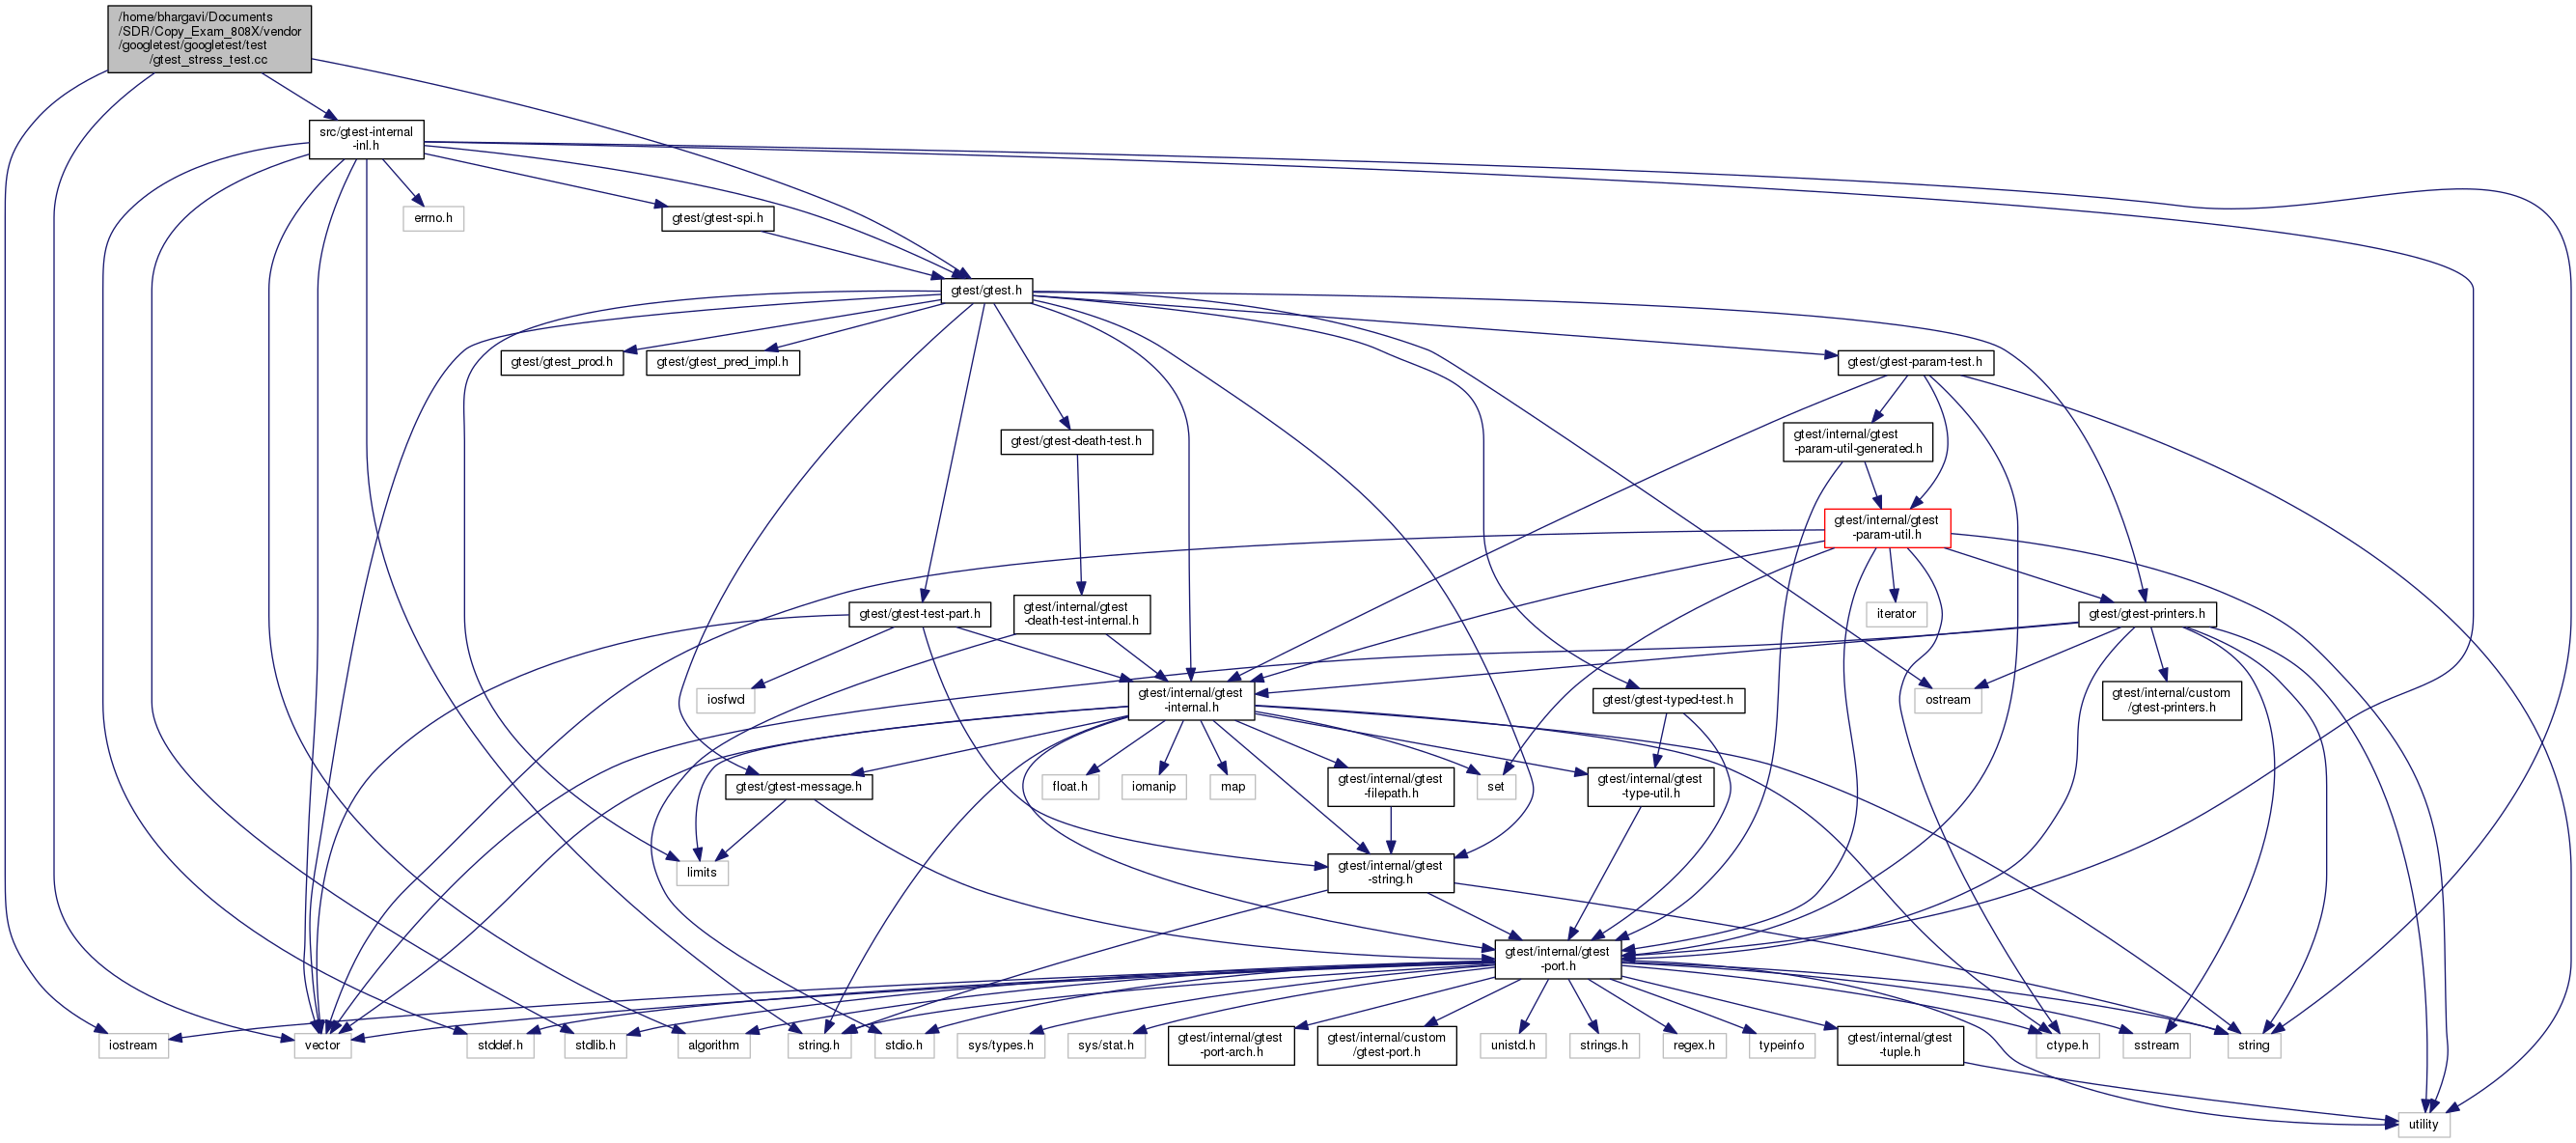 /home/bhargavi/Documents
/SDR/Copy_Exam_808X/vendor
/googletest/googletest/test
/gtest_stress_test.cc
src/gtest-internal
-inl.h
errno.h
gtest/gtest-spi.h
gtest/gtest.h
gtest/gtest_prod.h
gtest/gtest_pred_impl.h
gtest/gtest-param-test.h
gtest/gtest-death-test.h
gtest/internal/gtest
-param-util-generated.h
gtest/internal/gtest
-param-util.h
gtest/gtest-test-part.h
gtest/internal/gtest
-death-test-internal.h
iterator
gtest/gtest-printers.h
iosfwd
gtest/internal/gtest
-internal.h
gtest/gtest-typed-test.h
ostream
gtest/internal/custom
/gtest-printers.h
gtest/gtest-message.h
float.h
iomanip
map
gtest/internal/gtest
-filepath.h
set
gtest/internal/gtest
-type-util.h
limits
gtest/internal/gtest
-string.h
gtest/internal/gtest
-port.h
iostream
vector
stddef.h
stdlib.h
algorithm
string.h
stdio.h
sys/types.h
sys/stat.h
gtest/internal/gtest
-port-arch.h
gtest/internal/custom
/gtest-port.h
unistd.h
strings.h
regex.h
typeinfo
gtest/internal/gtest
-tuple.h
ctype.h
sstream
string
utility